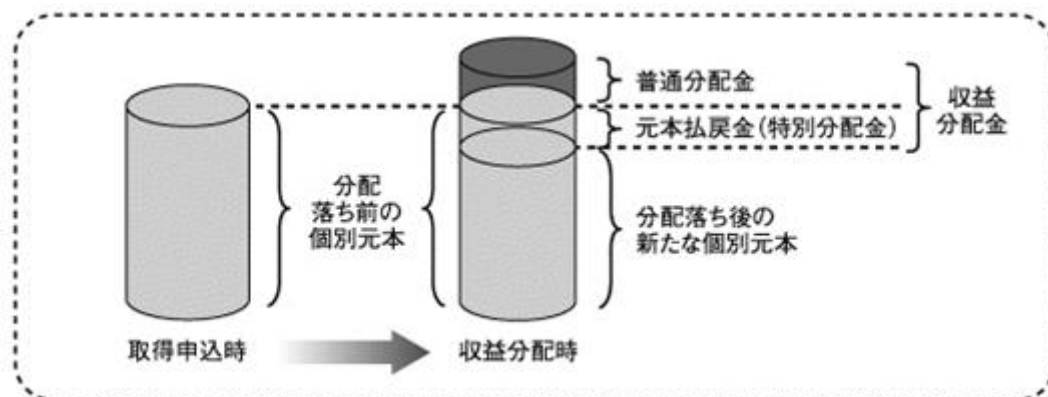 普通分配金
収益
分配金
元本払戻金(特別分配金)
分配
落ち前の
個別元本
分配落ち後の
新たな個別元本
取得申込時
収益分配時